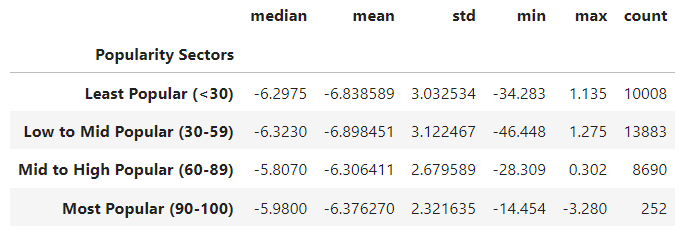 median mean std min max count
Popularity Sectors
Least Popular (<30) -6.2975 -6.838589 3.032534 -34.283 1.135 10008
Low to Mid Popular (30-59) -6.3230 -6.898451 3.122467 -46.448 1.275 13883
Mid to High Popular (60-89) -5.8070 -6.306411 2.679589 -28.309 0.302 8690
Most Popular (90-100) -5.9800 -6.376270 2.321635 -14.454 -3.280 252